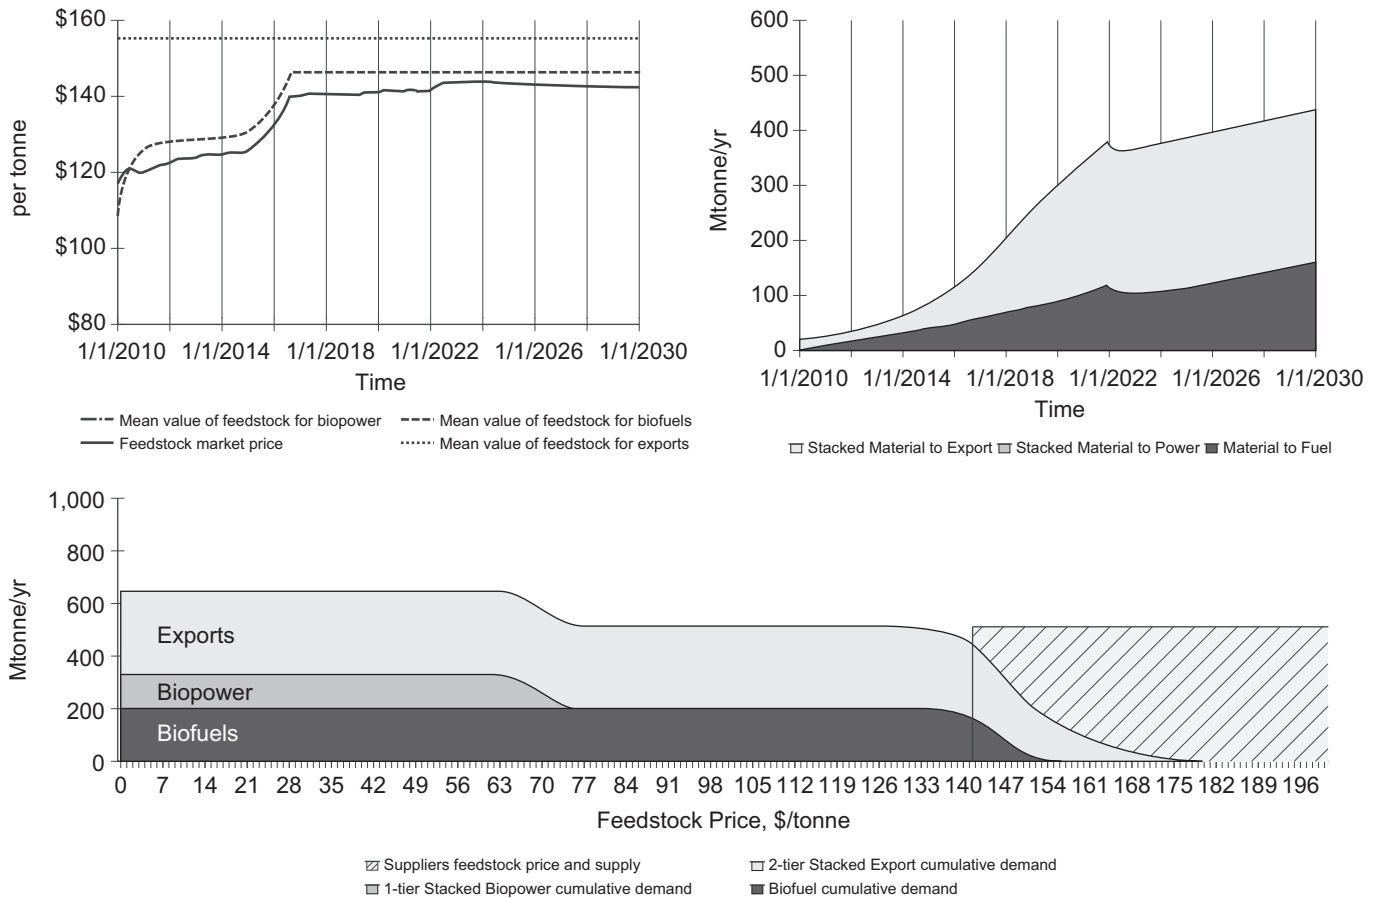 $160
$140
$120
$100
$80
per tonne
1/1/2010 1/1/2014 1/1/2018 1/1/2022 1/1/2026 1/1/2030
Time
Mean value of feedstock for biopower Mean value of feedstock for biofuels
Feedstock market price Mean value of feedstock for exports
600
500
400
300
200
100
0
Mtonne/yr
1/1/2010 1/1/2014 1/1/2018 1/1/2022 1/1/2026 1/1/2030
Time
Stacked Material to Export Stacked Material to Power Material to Fuel
1,000
800
600
400
200
0
Mtonne/yr
Exports
Biopower
Biofuels
0 7 14 21 28 35 42 49 56 63 70 77 84 91 98 105 112 119 126 133 140 147 154 161 168 175 182 189 196
Feedstock Price, $/tonne
Suppliers feedstock price and supply 2-tier Stacked Export cumulative demand
1-tier Stacked Biopower cumulative demand Biofuel cumulative demand